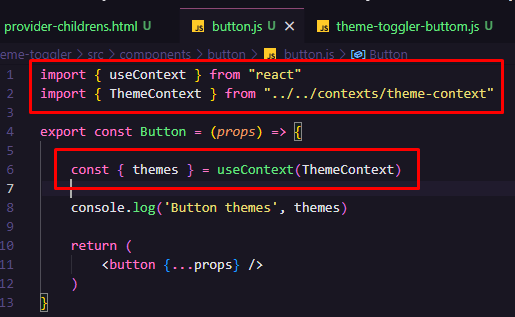 provider-childrens.html U JS button.js U X JS theme-toggler-buttom.js U
eme-toggler > src > components > button > JS button.js > Button
1 import { useContext } from "react"
2 import { ThemeContext } from "../../contexts/theme-context"
3
4 export const Button = (props) => {
5
6 const { themes } = useContext(ThemeContext)
7
8 console.log('Button themes', themes)
9
10 return (
11 <button {...props} />
12 )
13 }